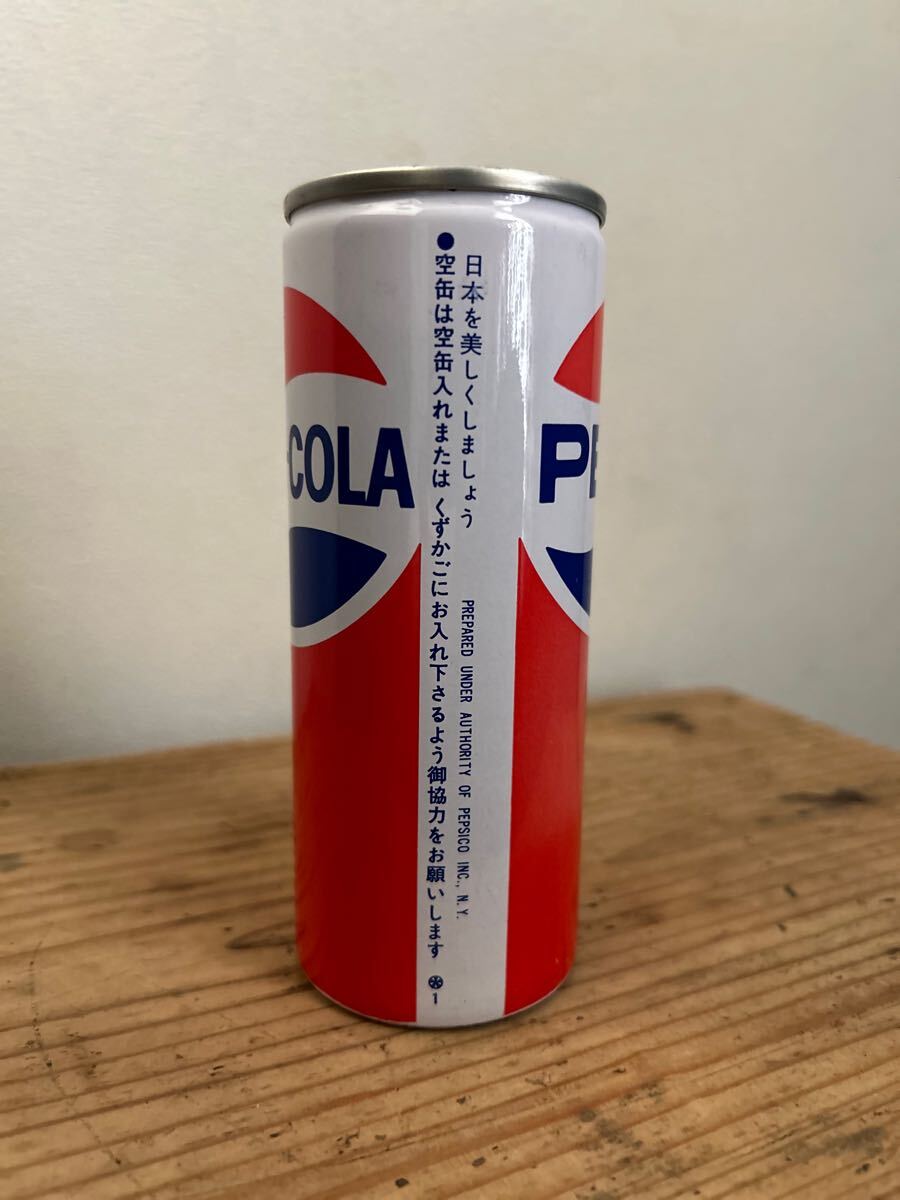 日本を美しくしましょう
●空缶は空缶入れまたは くずかごにお入れ下さるよう御協力をお願いします
PREPARED UNDER AUTHORITY OF PEPSICO INC., N.Y.
1
COLA
PE